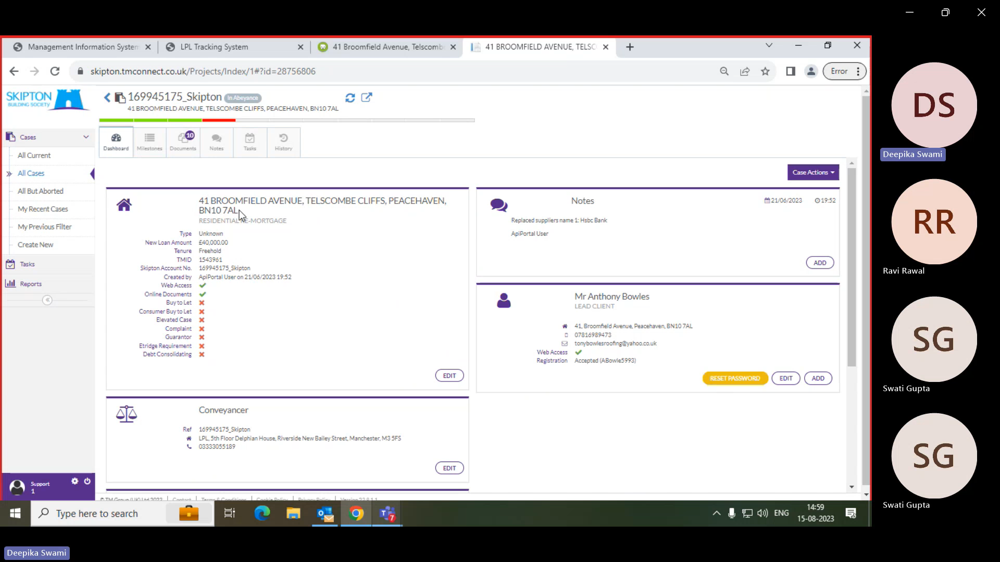 Management Information System
LPL Tracking System
41 Broomfield Avenue, Telscomb
41 BROOMFIELD AVENUE, TELSC
skipton.tmconnect.co.uk/Projects/Index/1#?id=28756806
Error
SKIPTON
BUILDING SOCIETY
169945175_Skipton
In Abeyance
41 BROOMFIELD AVENUE, TELSCOMBE CLIFFS, PEACEHAVEN, BN10 7AL
Cases
All Current
All Cases
All But Aborted
My Recent Cases
My Previous Filter
Create New
Tasks
Reports
Support
1
Dashboard
Milestones
10
Documents
Notes
Tasks
History
Case Actions
41 BROOMFIELD AVENUE, TELSCOMBE CLIFFS, PEACEHAVEN,
BN10 7AL
RESIDENTIAL RE-MORTGAGE
Type Unknown
New Loan Amount £40,000.00
Tenure Freehold
TMID 1543961
Skipton Account No. 169945175_Skipton
Created by ApiPortal User on 21/06/2023 19:52
Web Access
Online Documents
Buy to Let
Consumer Buy to Let
Elevated Case
Complaint
Guarantor
Etridge Requirement
Debt Consolidating
EDIT
Conveyancer
Ref 169945175_Skipton
LPL, 5th Floor Delphian House, Riverside New Bailey Street, Manchester, M3 5FS
03333055189
EDIT
Notes
21/06/2023
19:52
Replaced suppliers name 1: Hsbc Bank
ApiPortal User
ADD
Mr Anthony Bowles
LEAD CLIENT
41, Broomfield Avenue, Peacehaven, BN10 7AL
07816989473
tonybowlesroofing@yahoo.co.uk
Web Access
Registration Accepted (ABowle5993)
RESET PASSWORD
EDIT
ADD
Type here to search
7
ENG
14:59
15-08-2023
DS
Deepika Swami
RR
Ravi Rawal
SG
Swati Gupta
SG
Swati Gupta
Deepika Swami